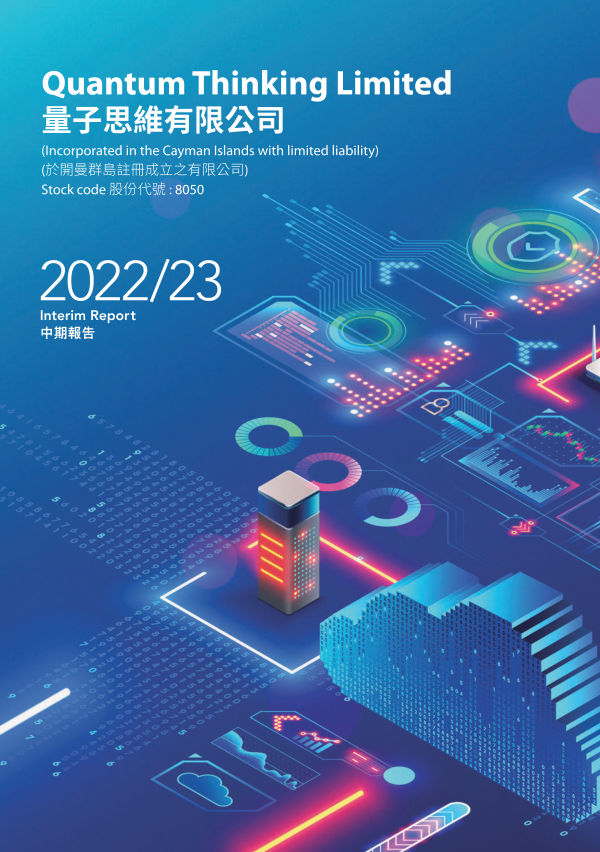 Quantum Thinking Limited
量子思維有限公司
(Incorporated in the Cayman Islands with limited liability)
(於開曼群島註冊成立之有限公司)
Stock code 股份代號 : 8050
2022/23
Interim Report
中期報告